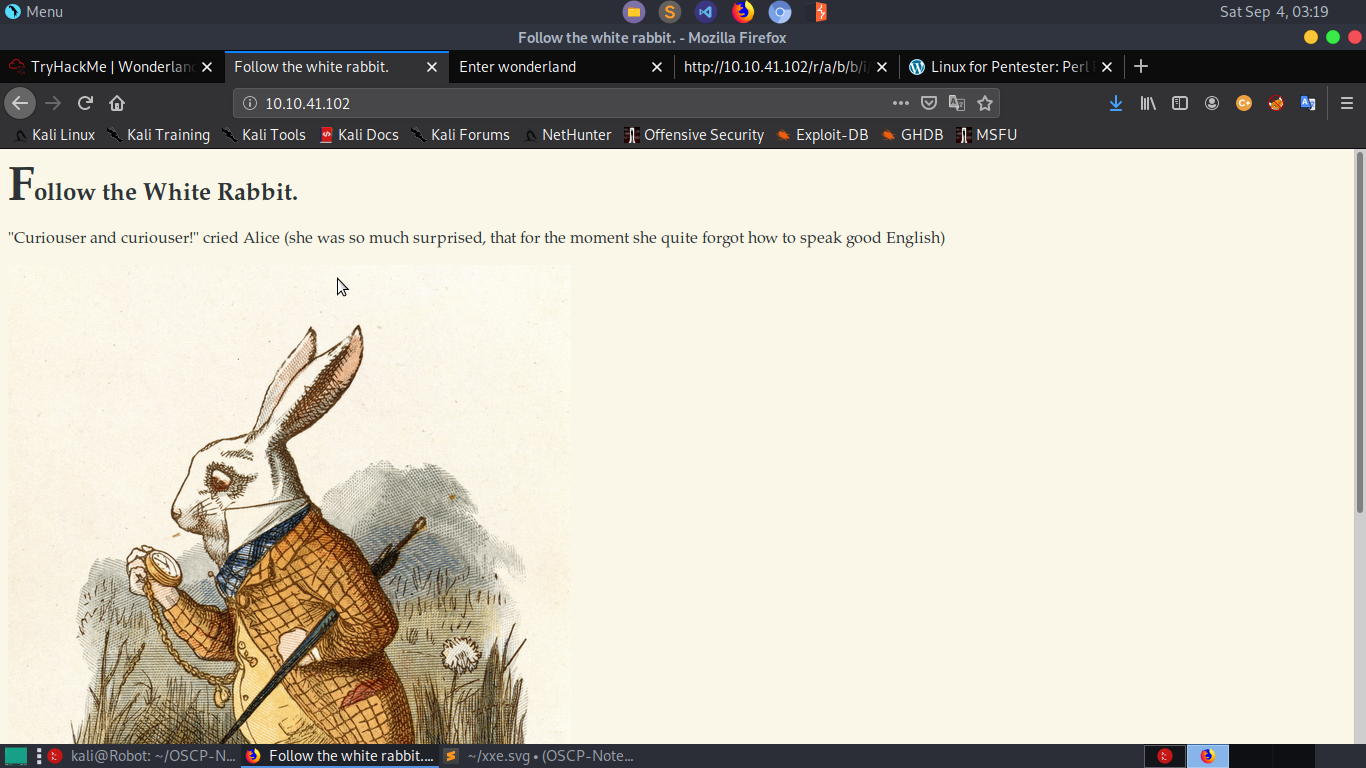 Menu
Sat Sep 4, 03:19
Follow the white rabbit. - Mozilla Firefox
TryHackMe | Wonderland
Follow the white rabbit.
Enter wonderland
http://10.10.41.102/r/a/b/b/i/
Linux for Pentester: Perl
10.10.41.102
Kali Linux
Kali Training
Kali Tools
Kali Docs
Kali Forums
NetHunter
Offensive Security
Exploit-DB
GHDB
MSFU
Follow the White Rabbit.
"Curiouser and curiouser!" cried Alice (she was so much surprised, that for the moment she quite forgot how to speak good English)
kali@Robot: ~/OSCP-N...
Follow the white rabbit....
~/xxe.svg • (OSCP-Note...